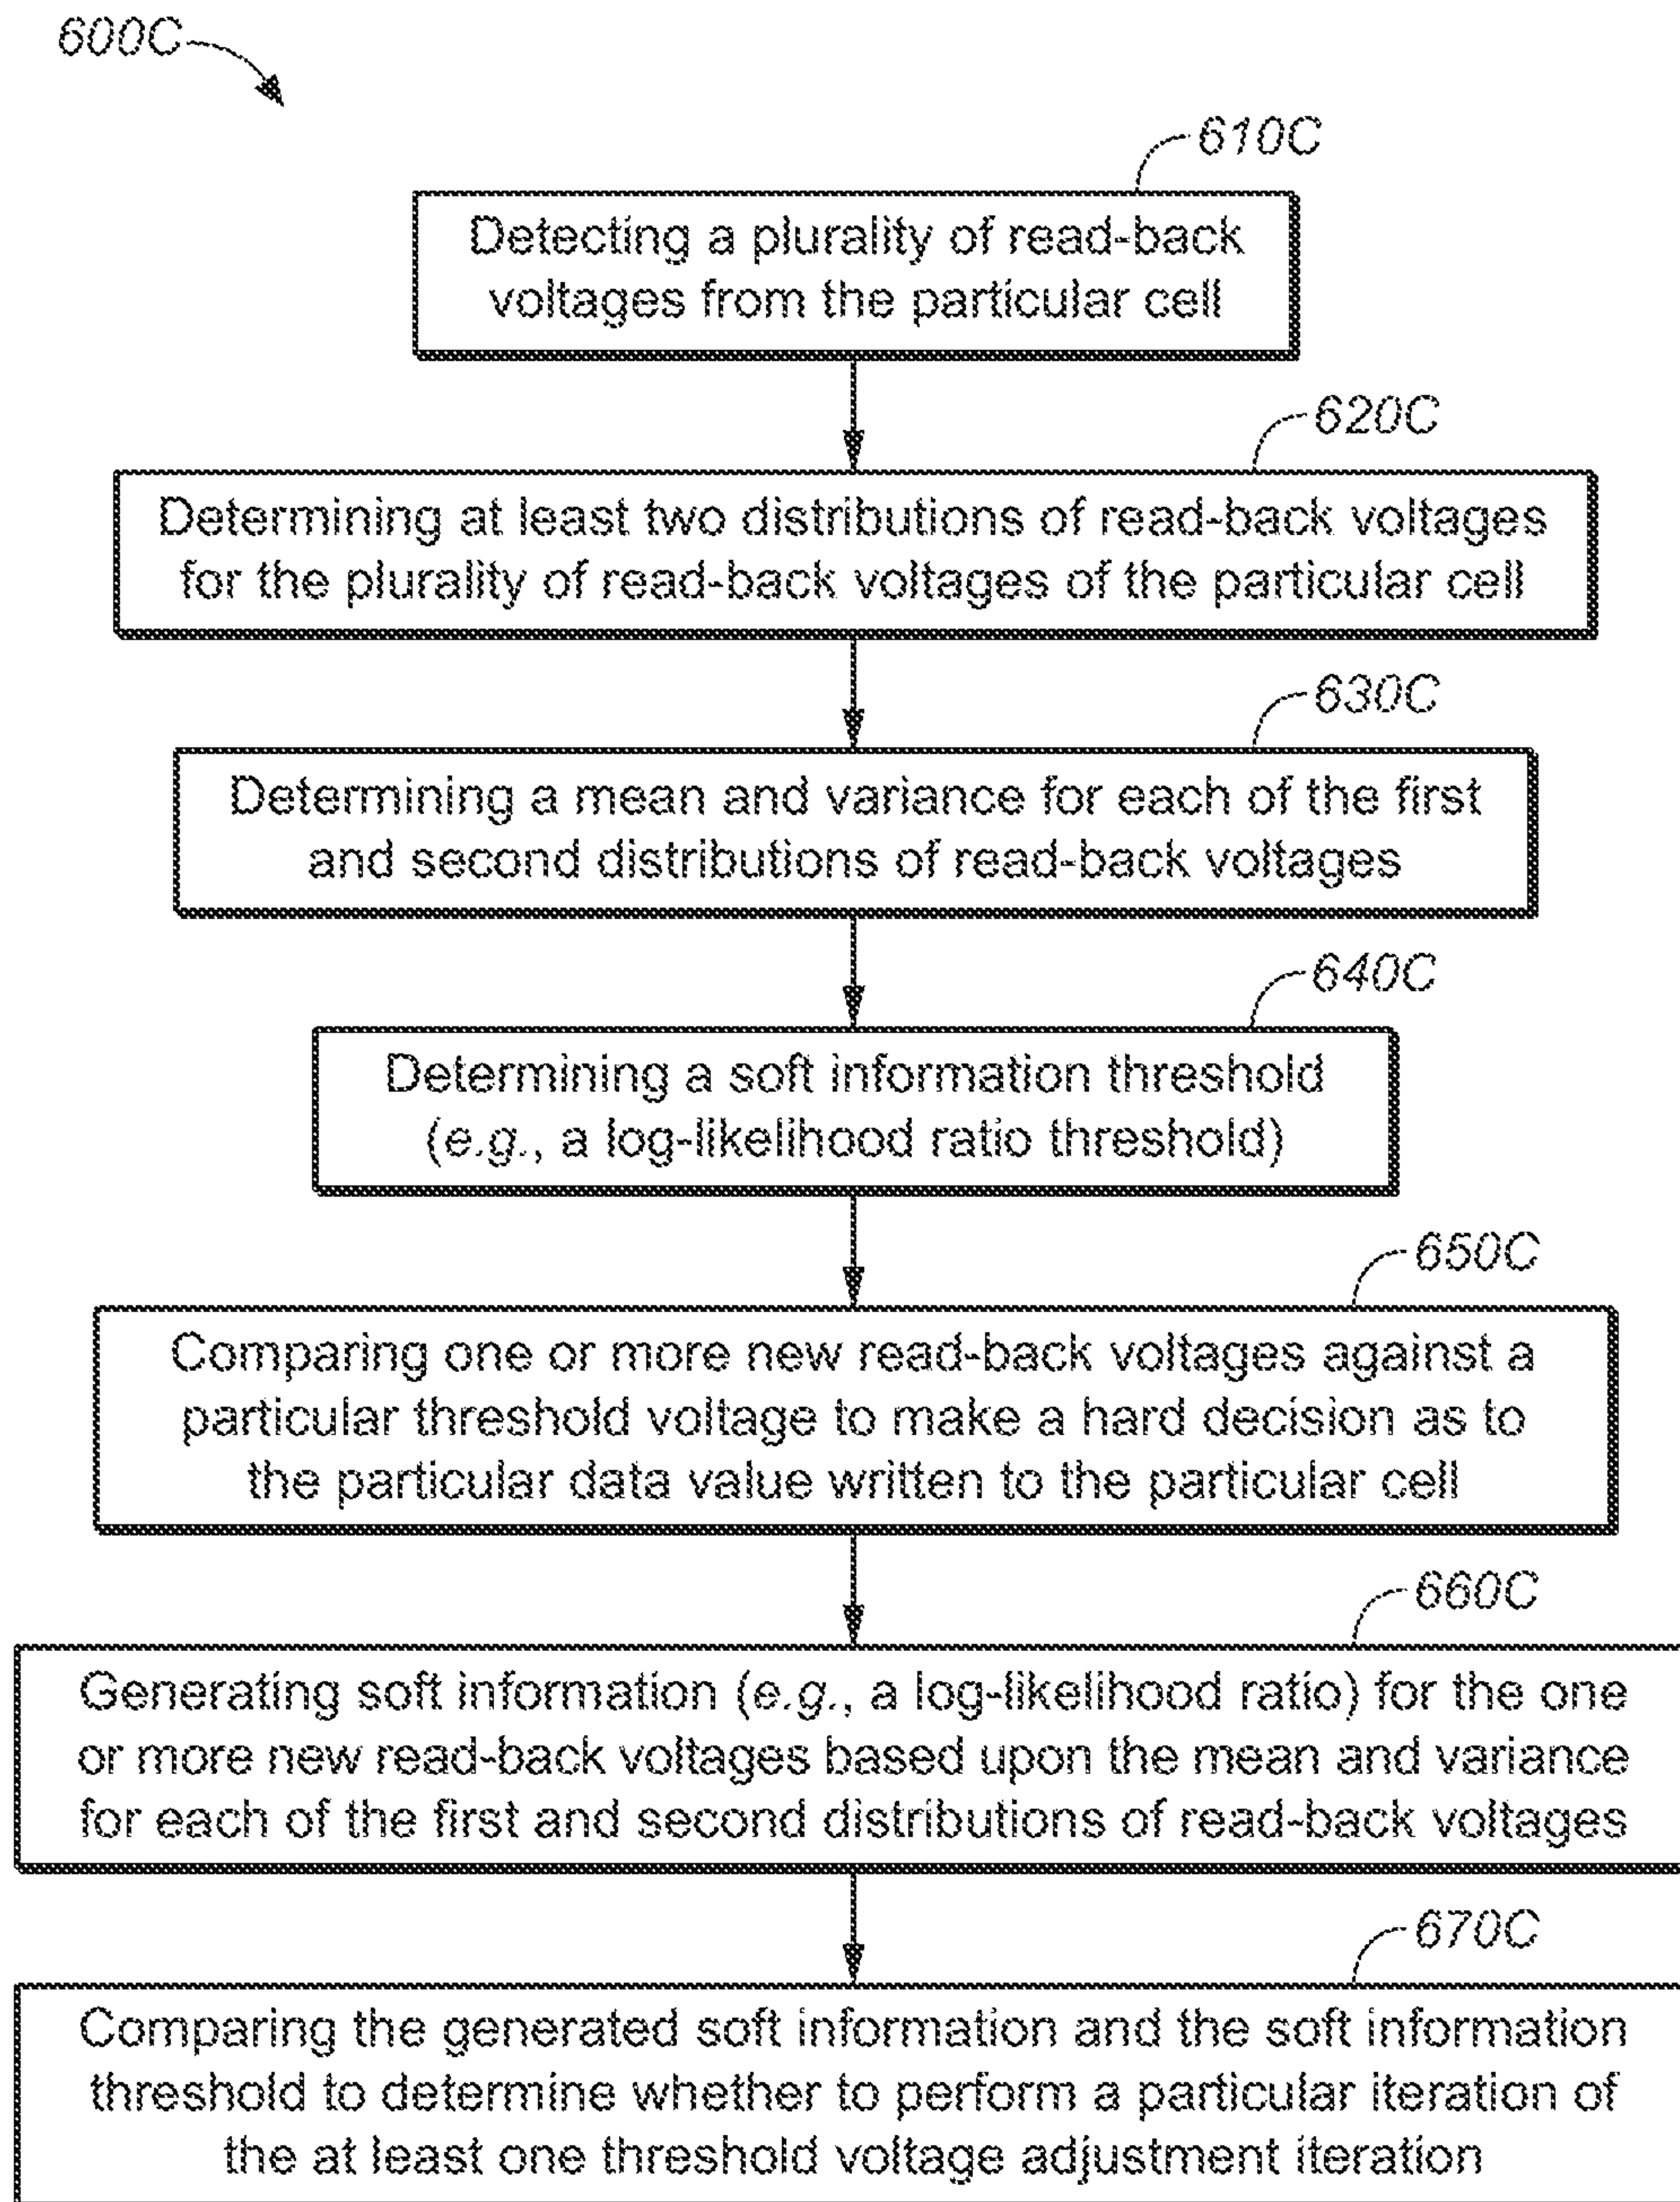 600C
610C
Detecting a plurality of read-back
voltages from the particular cell
620C
Determining at least two distributions of read-back voltages
for the plurality of read-back voltages of the particular cell
630C
Determining a mean and variance for each of the first
and second distributions of read-back voltages
640C
Determining a soft information threshold
(e.g., a log-likelihood ratio threshold)
650C
Comparing one or more new read-back voltages against a
particular threshold voltage to make a hard decision as to
the particular data value written to the particular cell
660C
Generating soft information (e.g., a log-likelihood ratio) for the one
or more new read-back voltages based upon the mean and variance
for each of the first and second distributions of read-back voltages
670C
Comparing the generated soft information and the soft information
threshold to determine whether to perform a particular iteration of
the at least one threshold voltage adjustment iteration